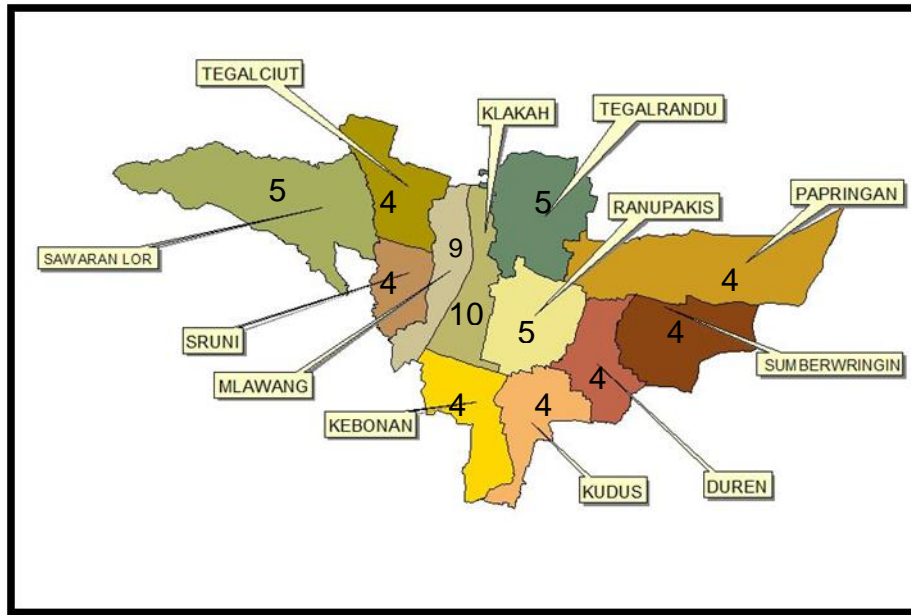 TEGALCIUT
KLAKAH
TEGALRANDU
PAPRINGAN
RANUPAKIS
5
4
5
SAWARAN LOR
9
4
4
10
5
4
SRUNI
SUMBERWRINGIN
MLAWANG
4
4
4
KEBONAN
DUREN
KUDUS